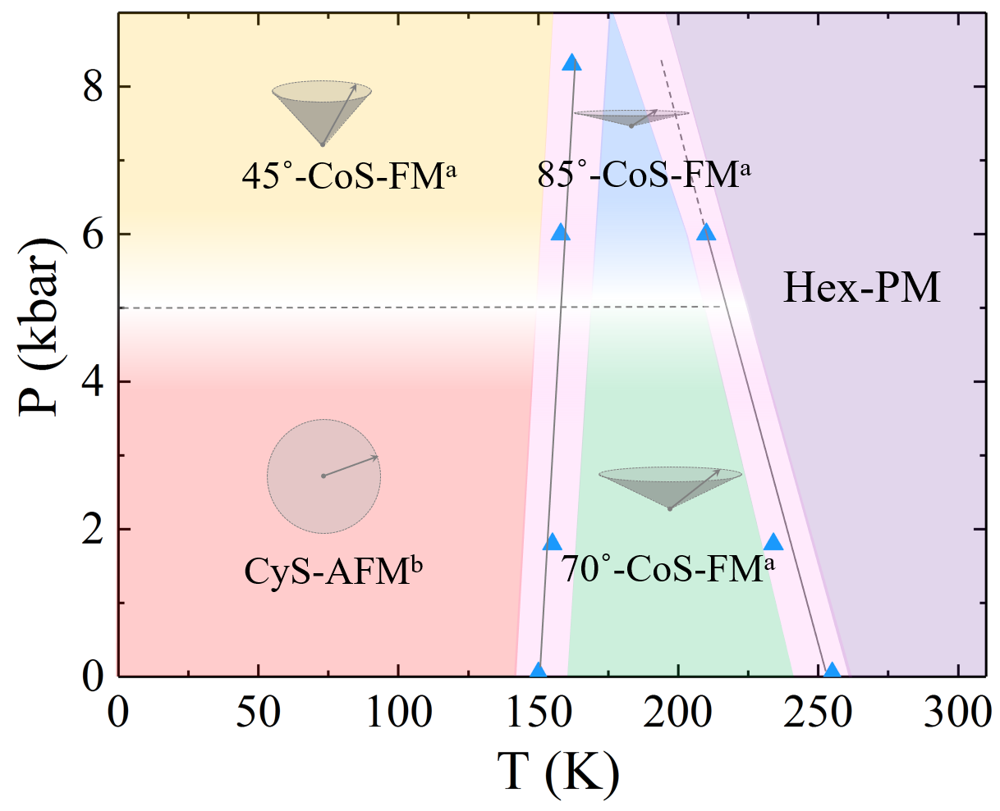 8
45˚-CoS-FMᵃ
85˚-CoS-FMᵃ
6
Hex-PM
P (kbar)
4
2
CyS-AFMᵇ
70˚-CoS-FMᵃ
0
0 50 100 150 200 250 300
T (K)